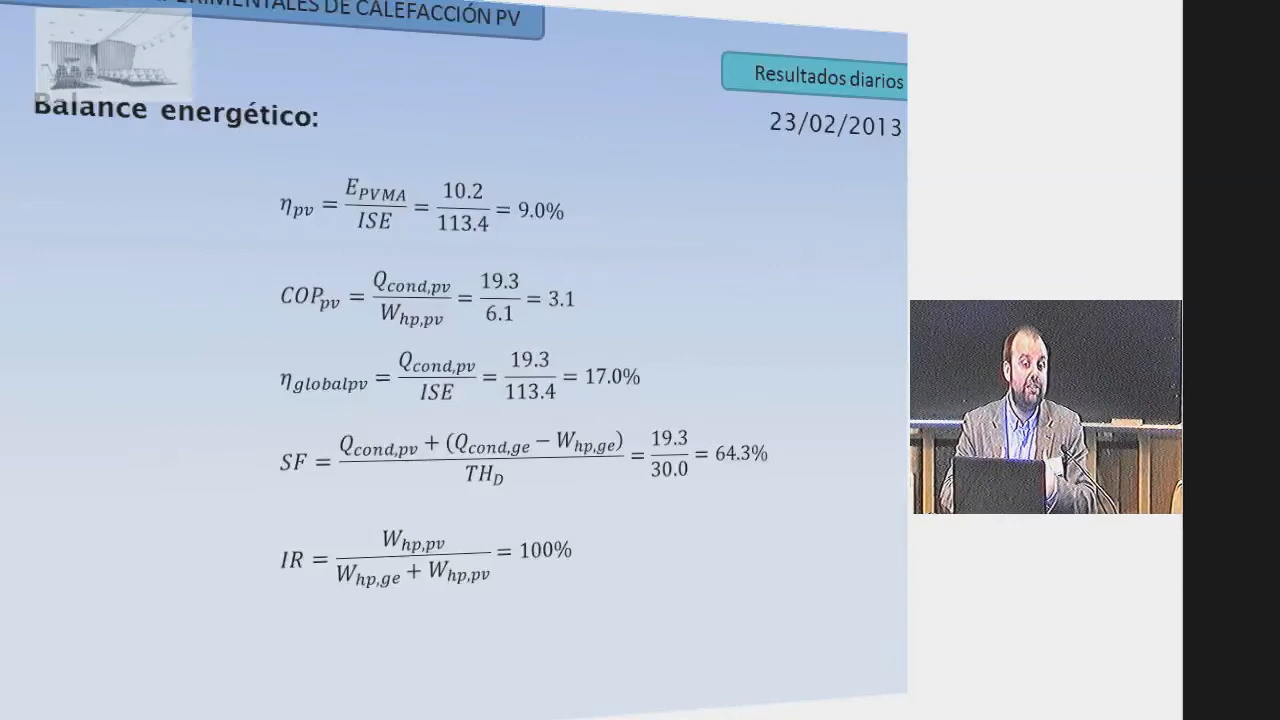 DE CALEFACCIÓN PV
Resultados diarios
23/02/2013
Balance energético:
η_pv = E_PVMA / ISE = 10.2 / 113.4 = 9.0%
COP_pv = Q_cond,pv / W_hp,pv = 19.3 / 6.1 = 3.1
η_globalpv = Q_cond,pv / ISE = 19.3 / 113.4 = 17.0%
SF = Q_cond,pv + (Q_cond,ge − W_hp,ge) / TH_D = 19.3 / 30.0 = 64.3%
IR = W_hp,pv / W_hp,ge + W_hp,pv = 100%